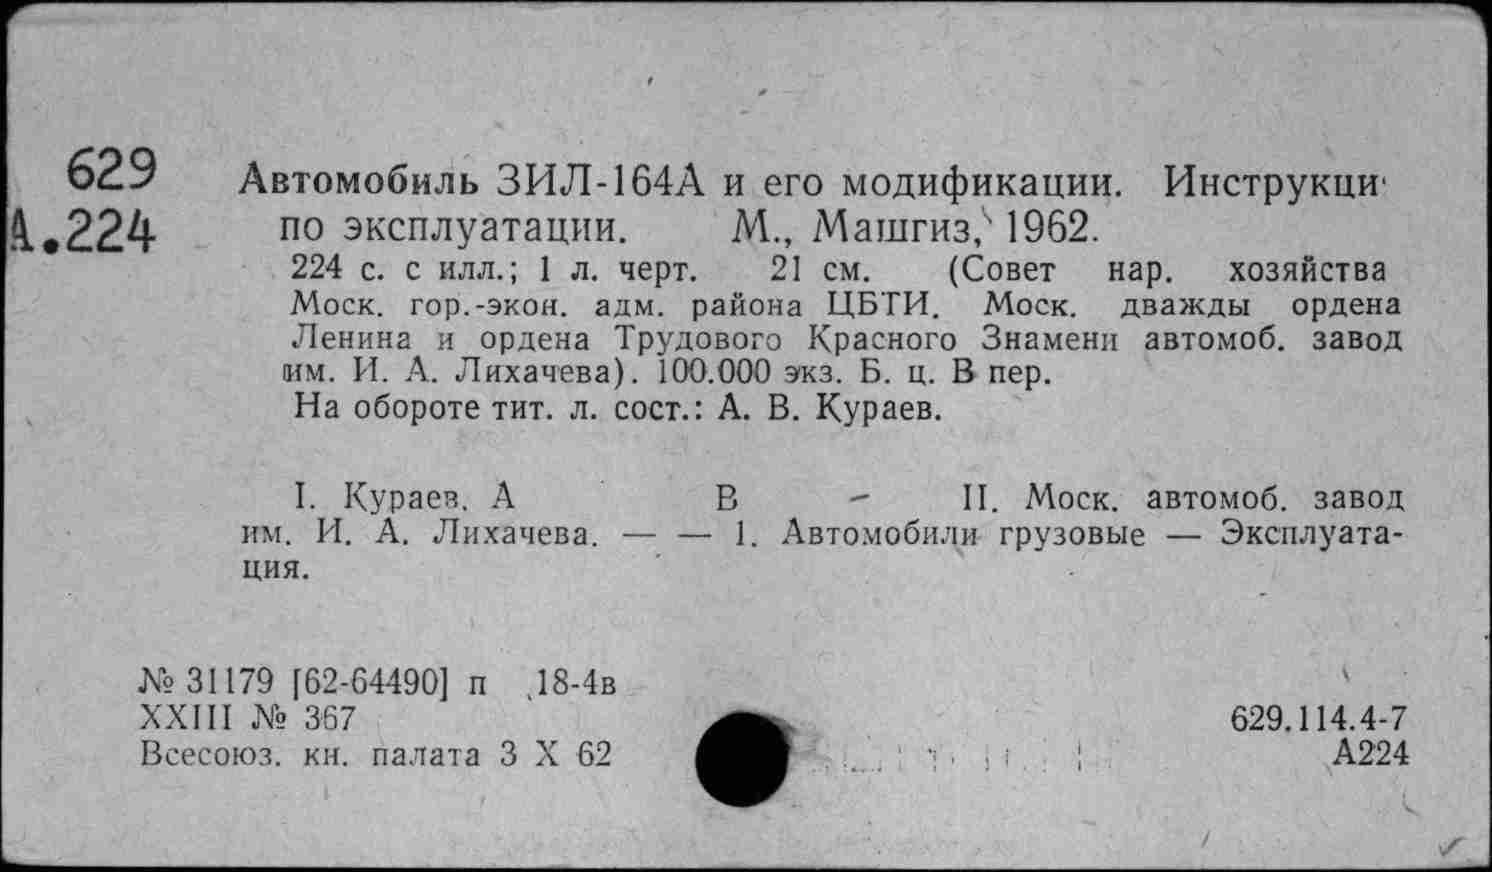 629
А.224
Автомобиль ЗИЛ-164А и его модификации. Инструкци
по эксплуатации. М., Машгиз, 1962.
224 с. с илл.; 1 л. черт. 21 см. (Совет нар. хозяйства
Моск. гор.-экон. адм. района ЦБТИ. Моск. дважды ордена
Ленина и ордена Трудового Красного Знамени автомоб. завод
им. И. А. Лихачева). 100.000 экз. Б. ц. В пер.
На обороте тит. л. сост.: А. В. Кураев.
I. Кураев, А В - II. Моск. автомоб. завод
им. И. А. Лихачева. — — 1. Автомобили грузовые — Эксплуата-
ция.
№ 31179 [62-64490] п 18-4в
XXIII № 367
Всесоюз. кн. палата 3 X 62
629.114.4-7
А224